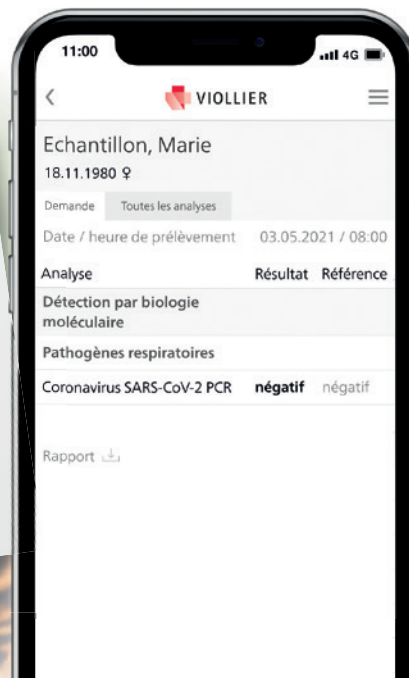 11:00
4G
VIOLLIER
Echantillon, Marie
18.11.1980 ♀
Demande Toutes les analyses
Date / heure de prélèvement 03.05.2021 / 08:00
Analyse Résultat Référence
Détection par biologie
moléculaire
Pathogènes respiratoires
Coronavirus SARS-CoV-2 PCR négatif négatif
Rapport